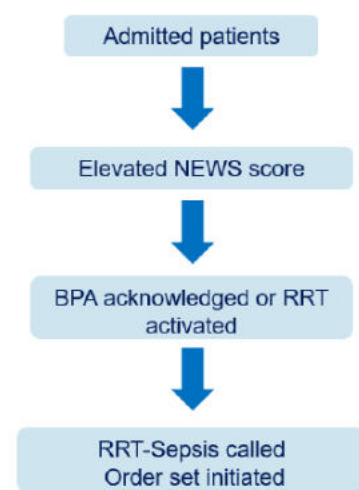 Admitted patients
Elevated NEWS score
BPA acknowledged or RRT
activated
RRT-Sepsis called
Order set initiated